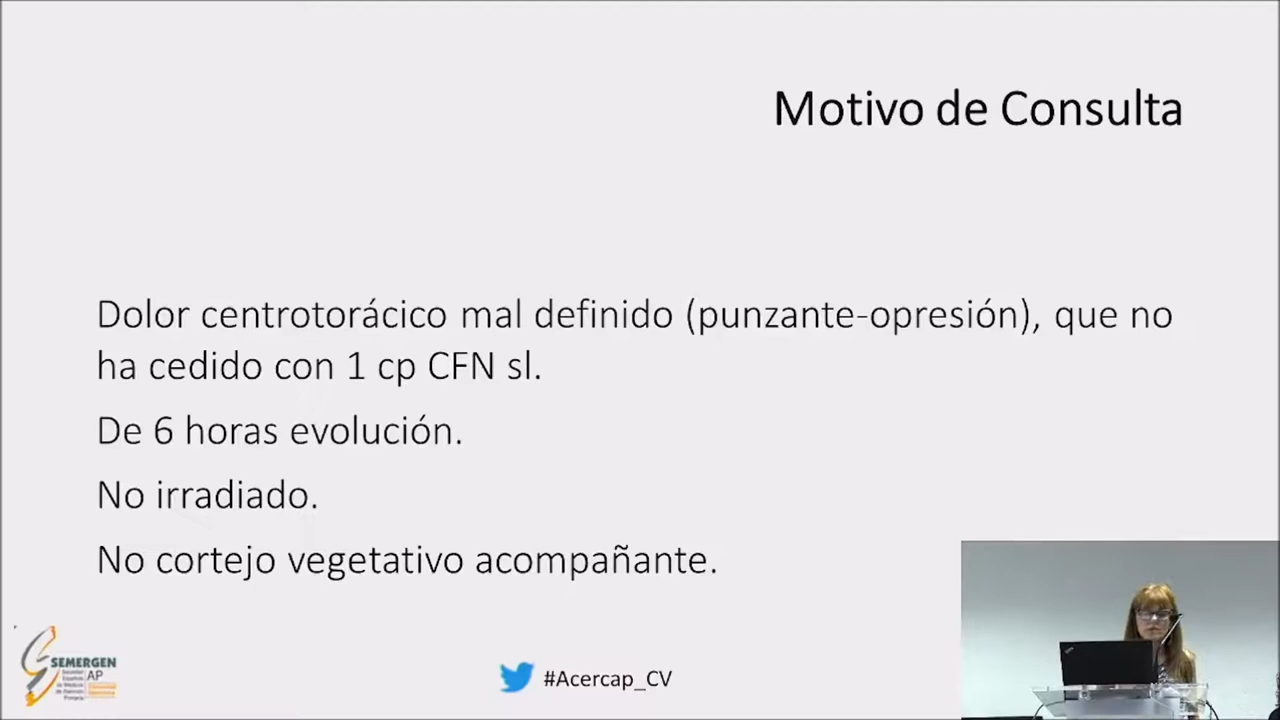 Motivo de Consulta
Dolor centrotorácico mal definido (punzante-opresión), que no
ha cedido con 1 cp CFN sl.
De 6 horas evolución.
No irradiado.
No cortejo vegetativo acompañante.
SEMERGEN
AP
Sociedad
Española
de Médicos
de Atención
Primaria
#Acercap_CV